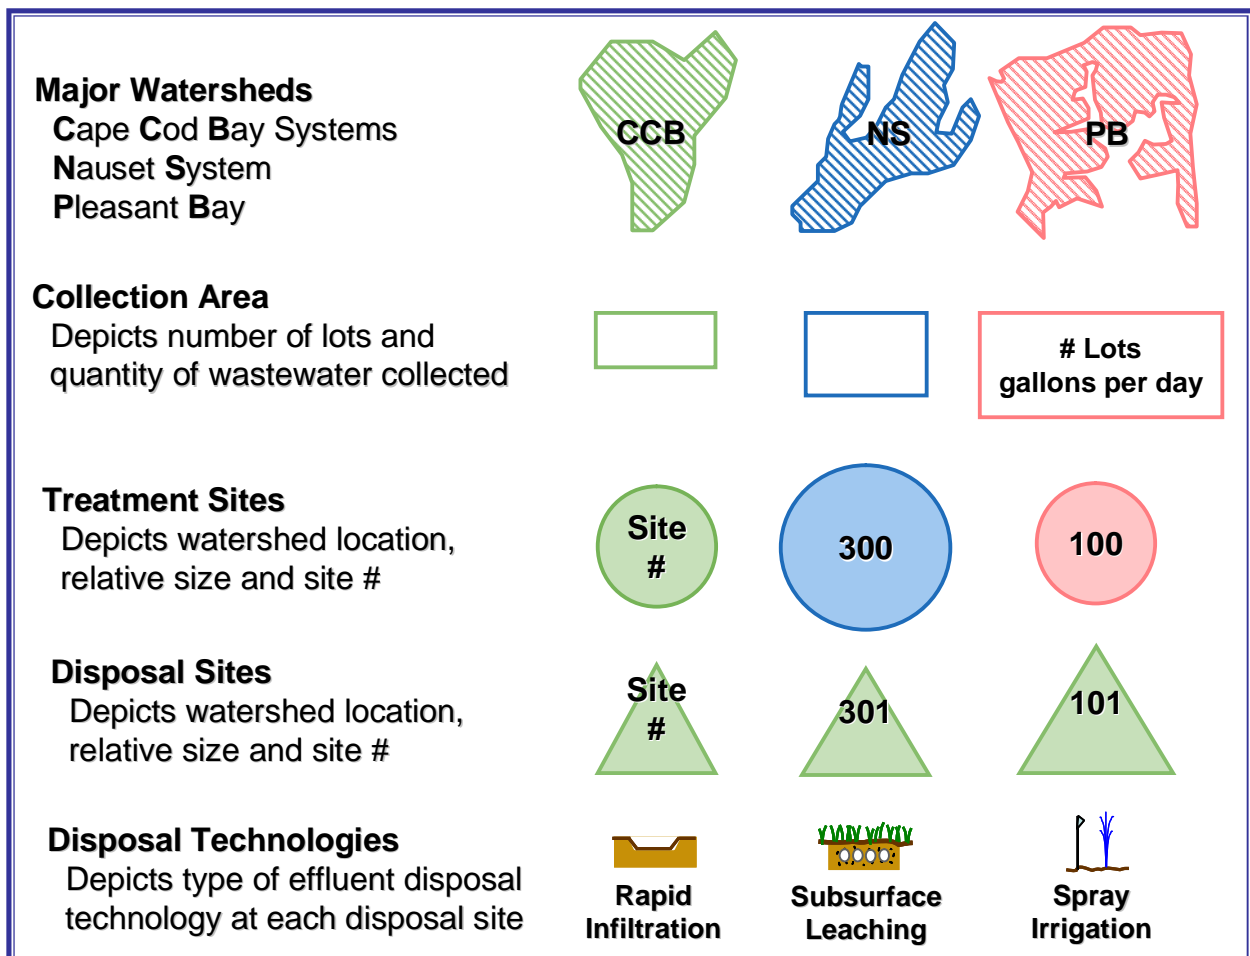 Major Watersheds
Cape Cod Bay Systems
Nauset System
Pleasant Bay
CCB
NS
PB
Collection Area
Depicts number of lots and
quantity of wastewater collected
# Lots
gallons per day
Treatment Sites
Depicts watershed location,
relative size and site #
Site
#
300
100
Disposal Sites
Depicts watershed location,
relative size and site #
Site
#
301
101
Disposal Technologies
Depicts type of effluent disposal
technology at each disposal site
Rapid
Infiltration
Subsurface
Leaching
Spray
Irrigation